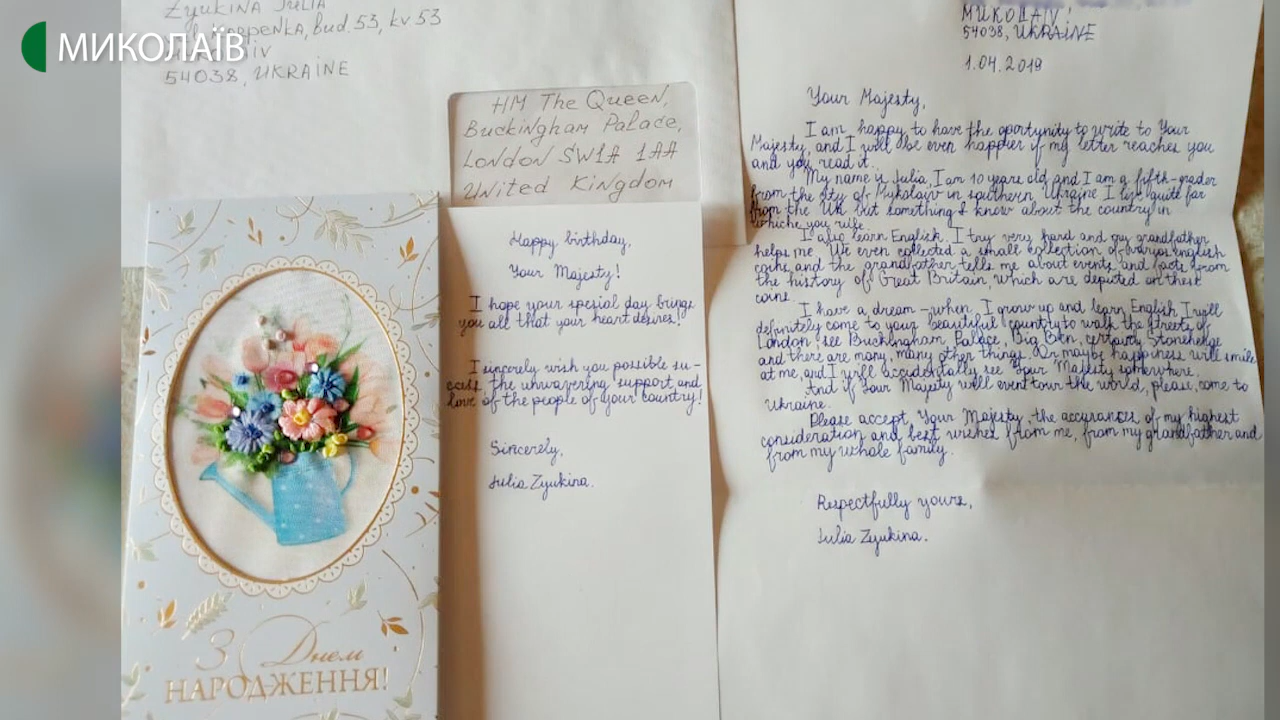 МИКОЛАЇВ
ZYUKINA JULIA
KARPENKA, bud. 53, kv. 53
54038, UKRAINE
HM The Queen,
Buckingham Palace,
London SW1A 1AA
United Kingdom
З Днем
НАРОДЖЕННЯ!
Happy birthday,
Your Majesty!
I hope your spesial day brings
you all that your heart desires!
I sincerely wish you possible su-
ccess, the unwavering support and
love of the people of your country!
Sincerely,
Julia Zyukina.
MYKOLAIV,
54038, UKRAINE
1.04.2019
Your Majesty,
I am happy to have the oportunity to write to Your
Majesty, and I will be even happier if my letter reaches you
and you read it.
My name is Julia, I am 10 years old and I am a fifth-grader
from the city of Mykolaiv in southern Ukraine. I live quite far
from the UK but something I knew about the country in
whiche you rule.
I also learn English. I try very hard and my grandfather
helps me. We even collected a small collection of English
coins, and the grandfather tells me about events and facts from
the history of Great Britain, which are depicted on these
coins.
I have a dream – when I grow up and learn English I will
definitely come to your beautiful country to walk the streets of
London, see Buckingham Palace, Big Ben, Stonehenge
and there are many, many other things. Or maybe happiness will smile
at me, and I will accidentally see Your Majesty somewhere.
And if Your Majesty will event tour the world, please, come to
Ukraine.
Please accept, Your Majesty, the assurances, of my highest
consideration and best wishes from me, from my grandfather and
from my whole family.
Respectfully yours,
Julia Zyukina.